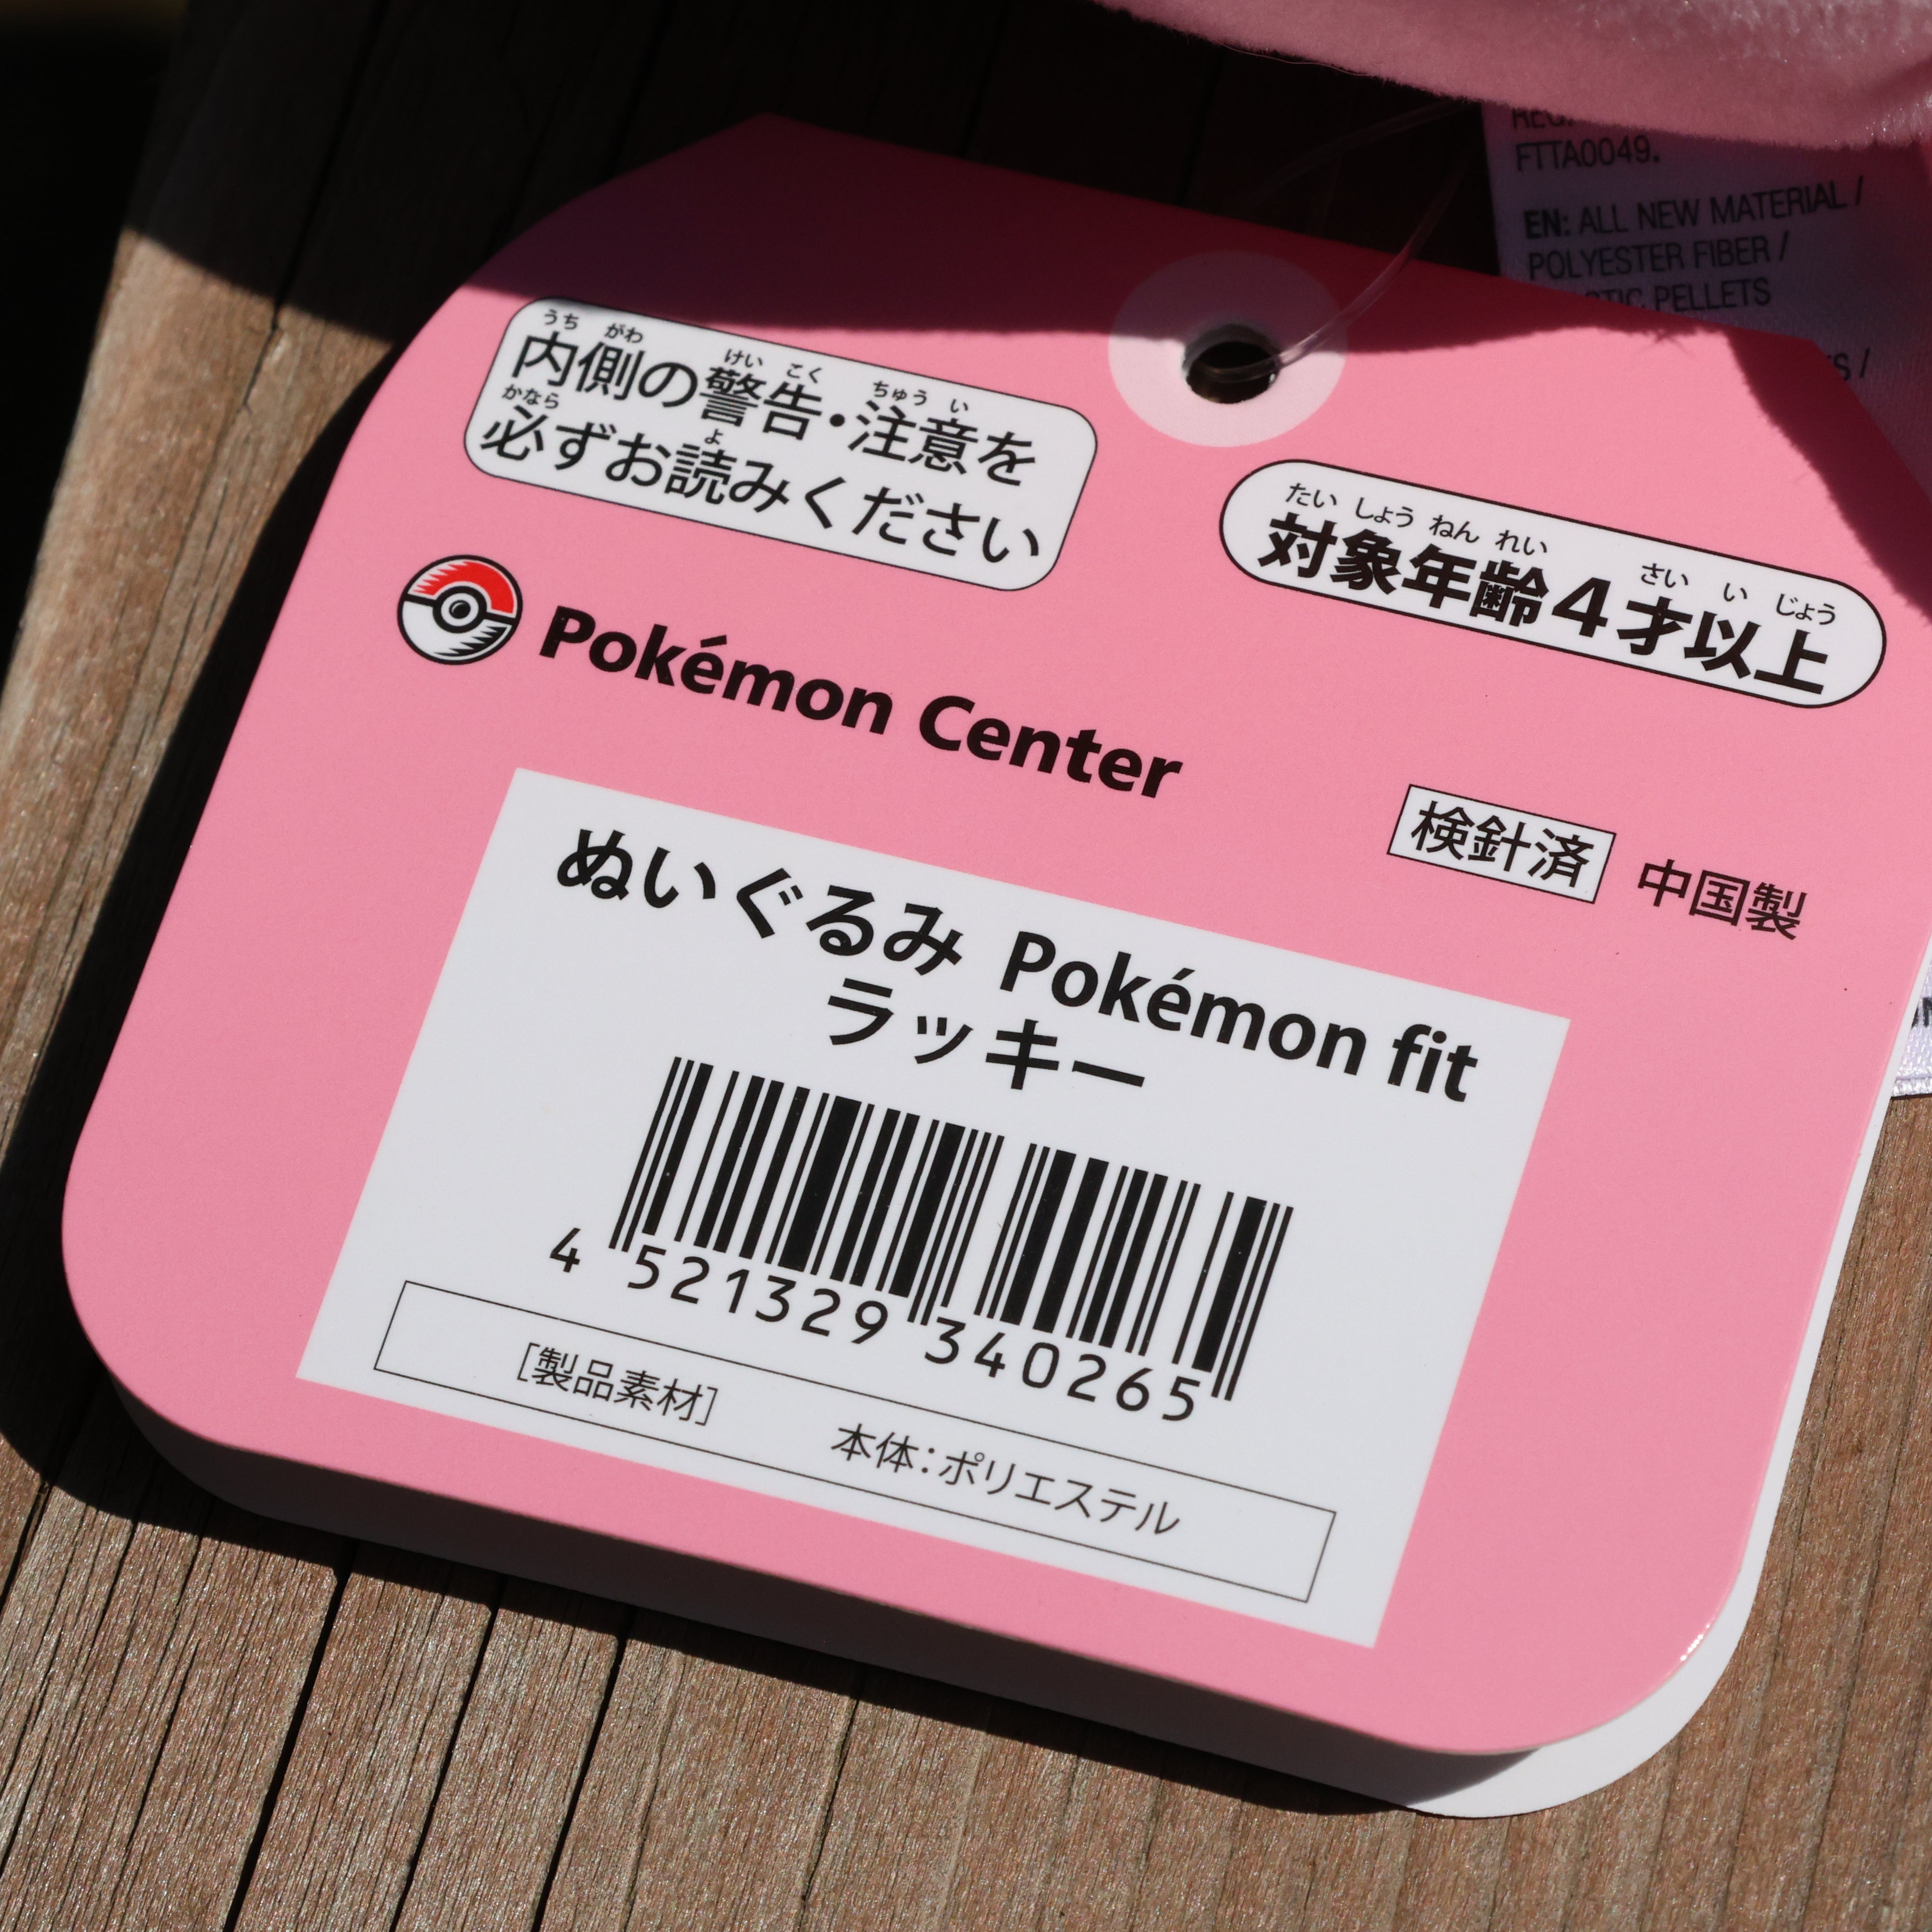 FTTA0049.
EN: ALL NEW MATERIAL /
POLYESTER FIBER /
PELLETS
うち がわ けい こく ちゅう い
内側の警告・注意を
かなら よ
必ずお読みください
たい しょう ねん れい さい い じょう
対象年齢4才以上
Pokémon Center
検針済 中国製
ぬいぐるみ Pokémon fit
ラッキー
4 521329 340265
[製品素材] 本体:ポリエステル